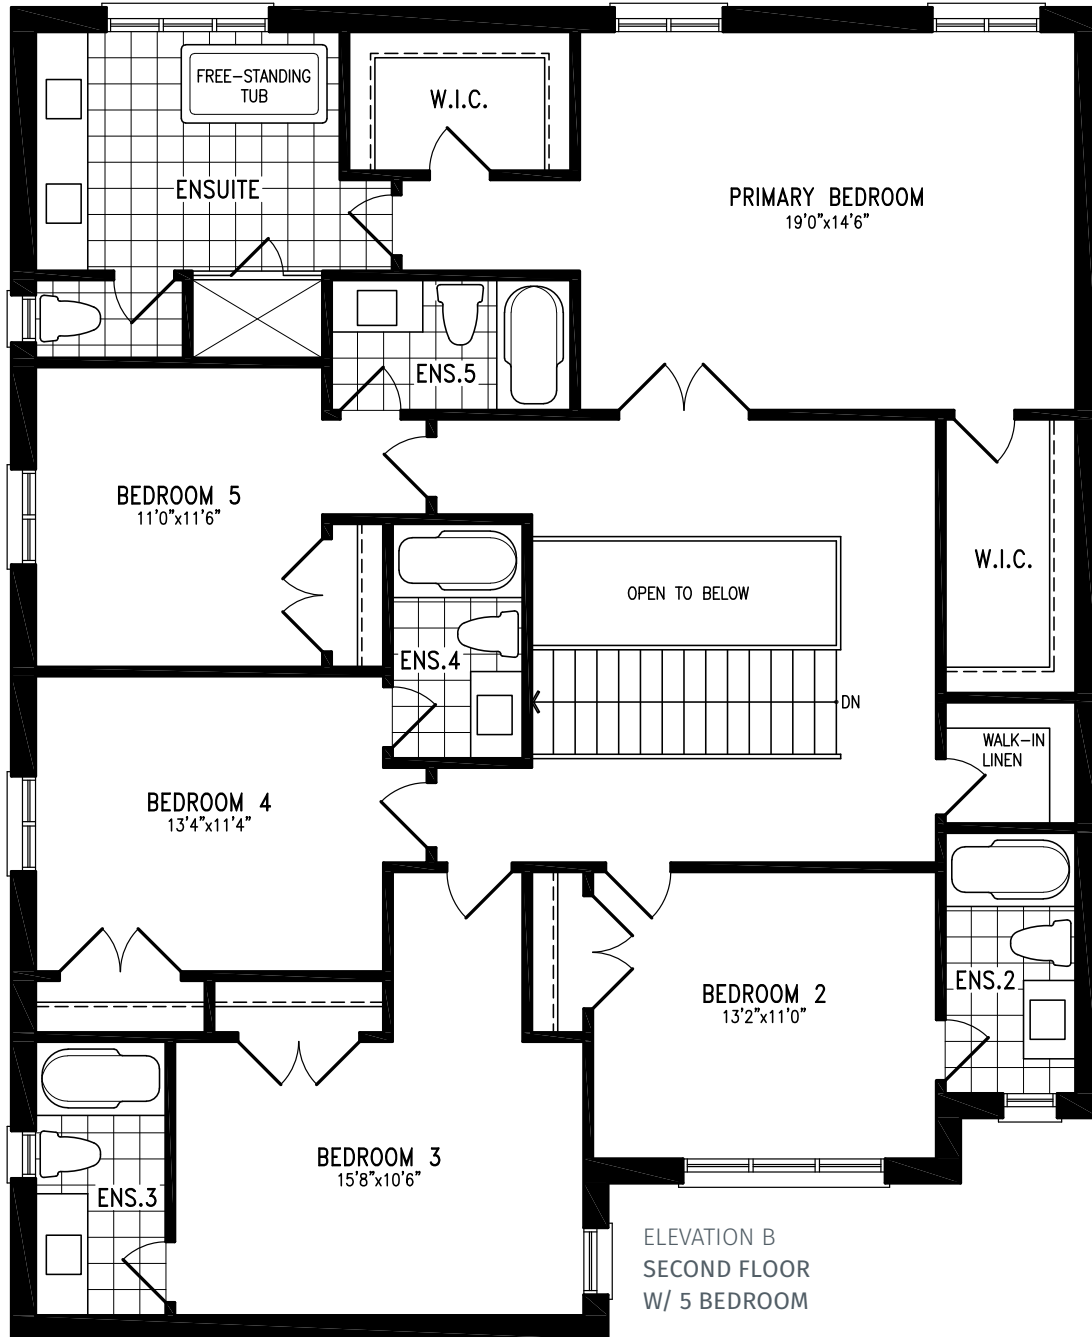 FREE-STANDING
TUB
W.I.C.
ENSUITE
PRIMARY BEDROOM
19'0"x14'6"
ENS.5
BEDROOM 5
11'0"x11'6"
W.I.C.
OPEN TO BELOW
ENS.4
DN
WALK-IN
LINEN
BEDROOM 4
13'4"x11'4"
ENS.2
BEDROOM 2
13'2"x11'0"
BEDROOM 3
15'8"x10'6"
ENS.3
ELEVATION B
SECOND FLOOR
W/ 5 BEDROOM